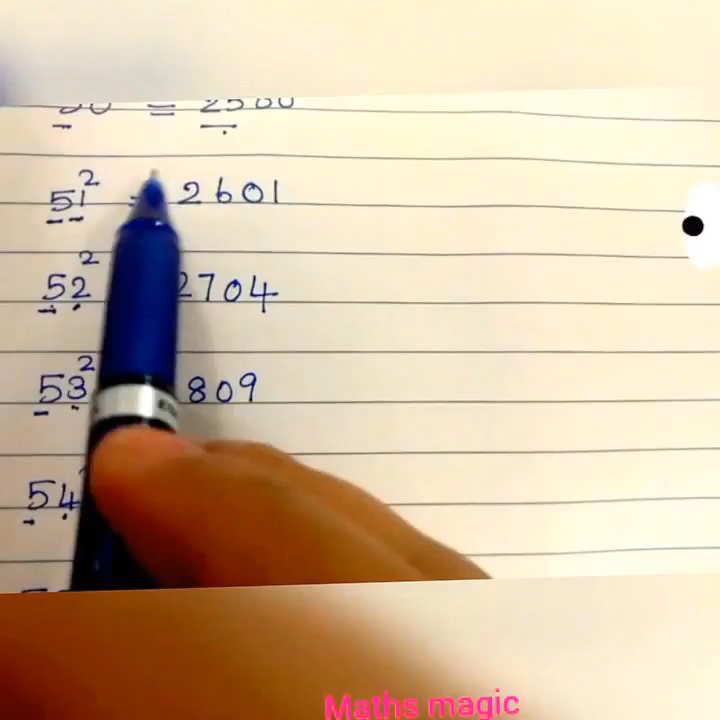 51² = 2601
52² 2704
53² 809
54
Maths magic